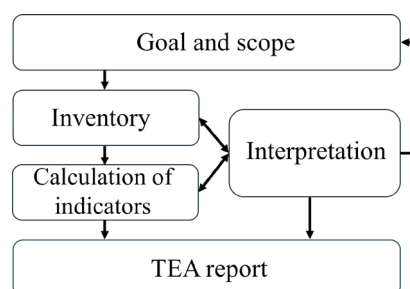 Goal and scope
Inventory
Interpretation
Calculation of
indicators
TEA report